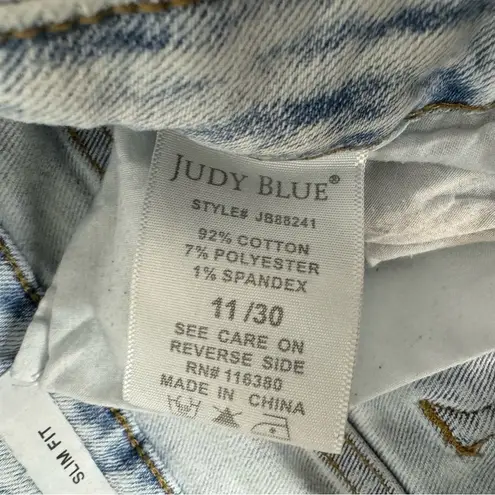 JUDY BLUE®
STYLE# JB88241
92% COTTON
7% POLYESTER
1% SPANDEX
11/30
SEE CARE ON
REVERSE SIDE
RN# 116380
MADE IN CHINA
SLIM FIT